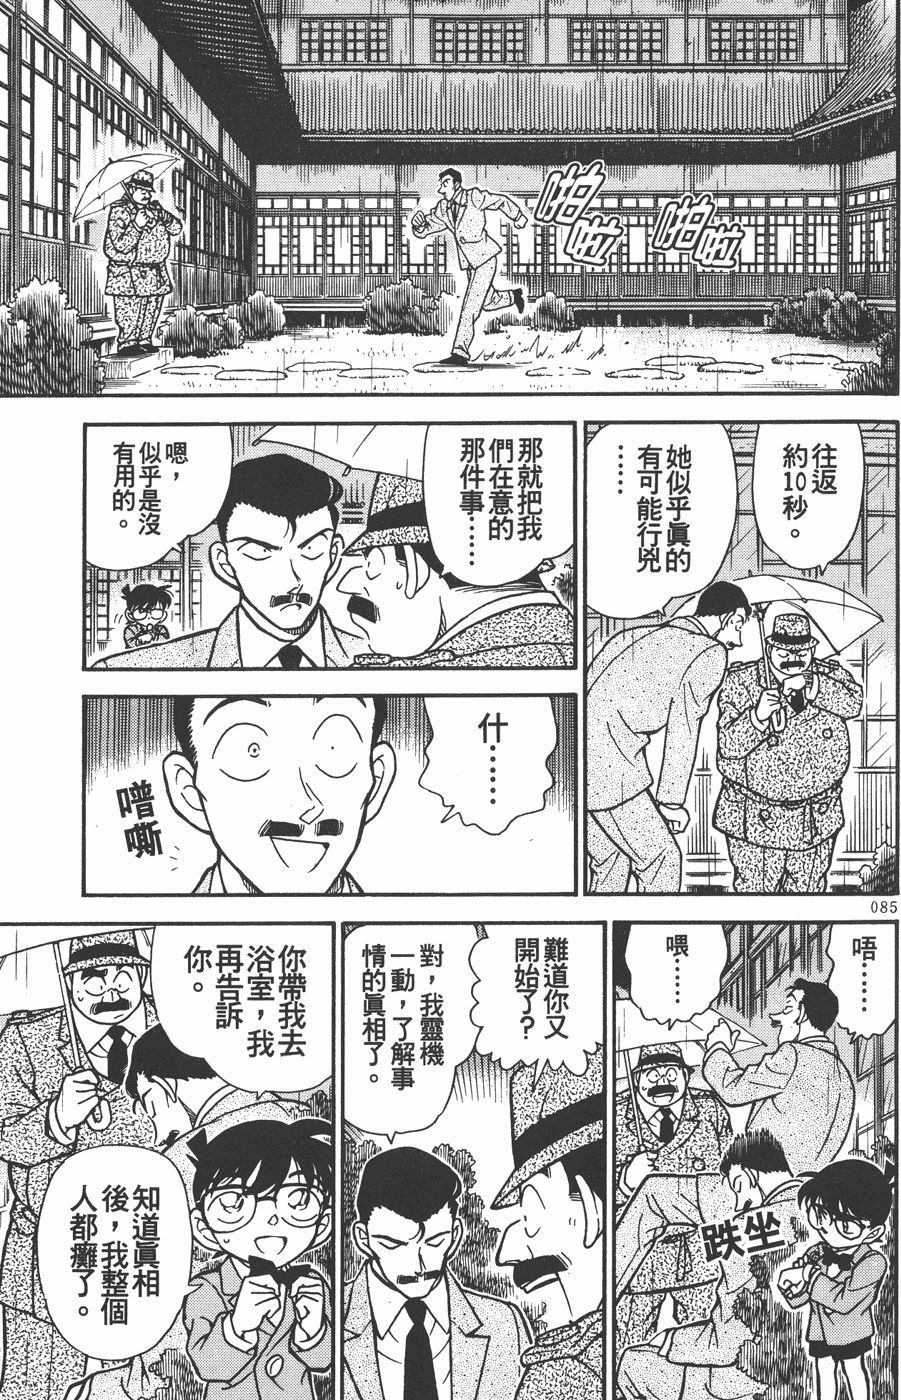 啪
啦
啪
啦
往返
約10秒。
她似乎真的
有可能行兇
……
那就把我
們在意的
那件事……
嗯，
似乎是沒
有用的。
什……
噌
嘶
085
唔……
喂……
跌坐
難道你又
開始了？
對，我靈機
一動，了解事
情的真相了。
你帶我去
浴室，我
再告訴
你。
知道真相
後，我整個
人都癱了。